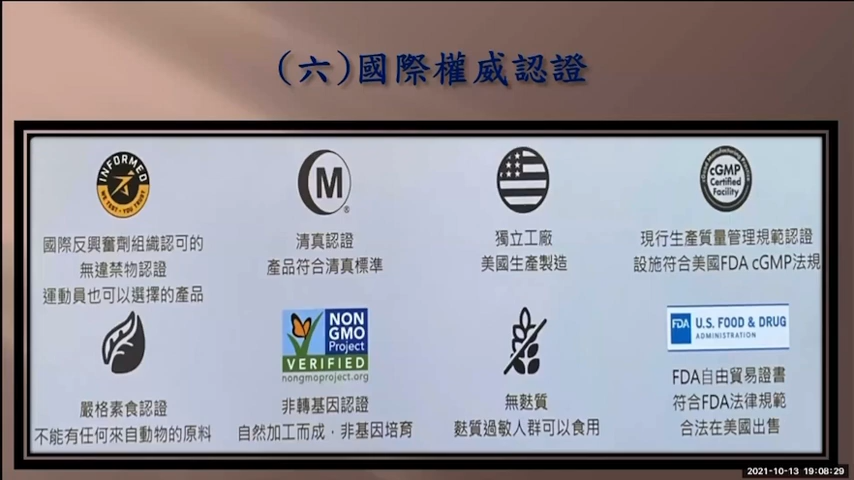 (六)國際權威認證
INFORMED
WE TEST · YOU TRUST
國際反興奮劑組織認可的
無違禁物認證
運動員也可以選擇的產品
M
®
清真認證
產品符合清真標準
獨立工廠
美國生產製造
Good Manufacturing Practice
cGMP
Certified
Facility
現行生產質量管理規範認證
設施符合美國FDA cGMP法規
嚴格素食認證
不能有任何來自動物的原料
NON
GMO
Project
VERIFIED
nongmoproject.org
非轉基因認證
自然加工而成，非基因培育
無麩質
麩質過敏人群可以食用
FDA
U.S. FOOD & DRUG
ADMINISTRATION
FDA自由貿易證書
符合FDA法律規範
合法在美國出售
2021-10-13 19:08:29